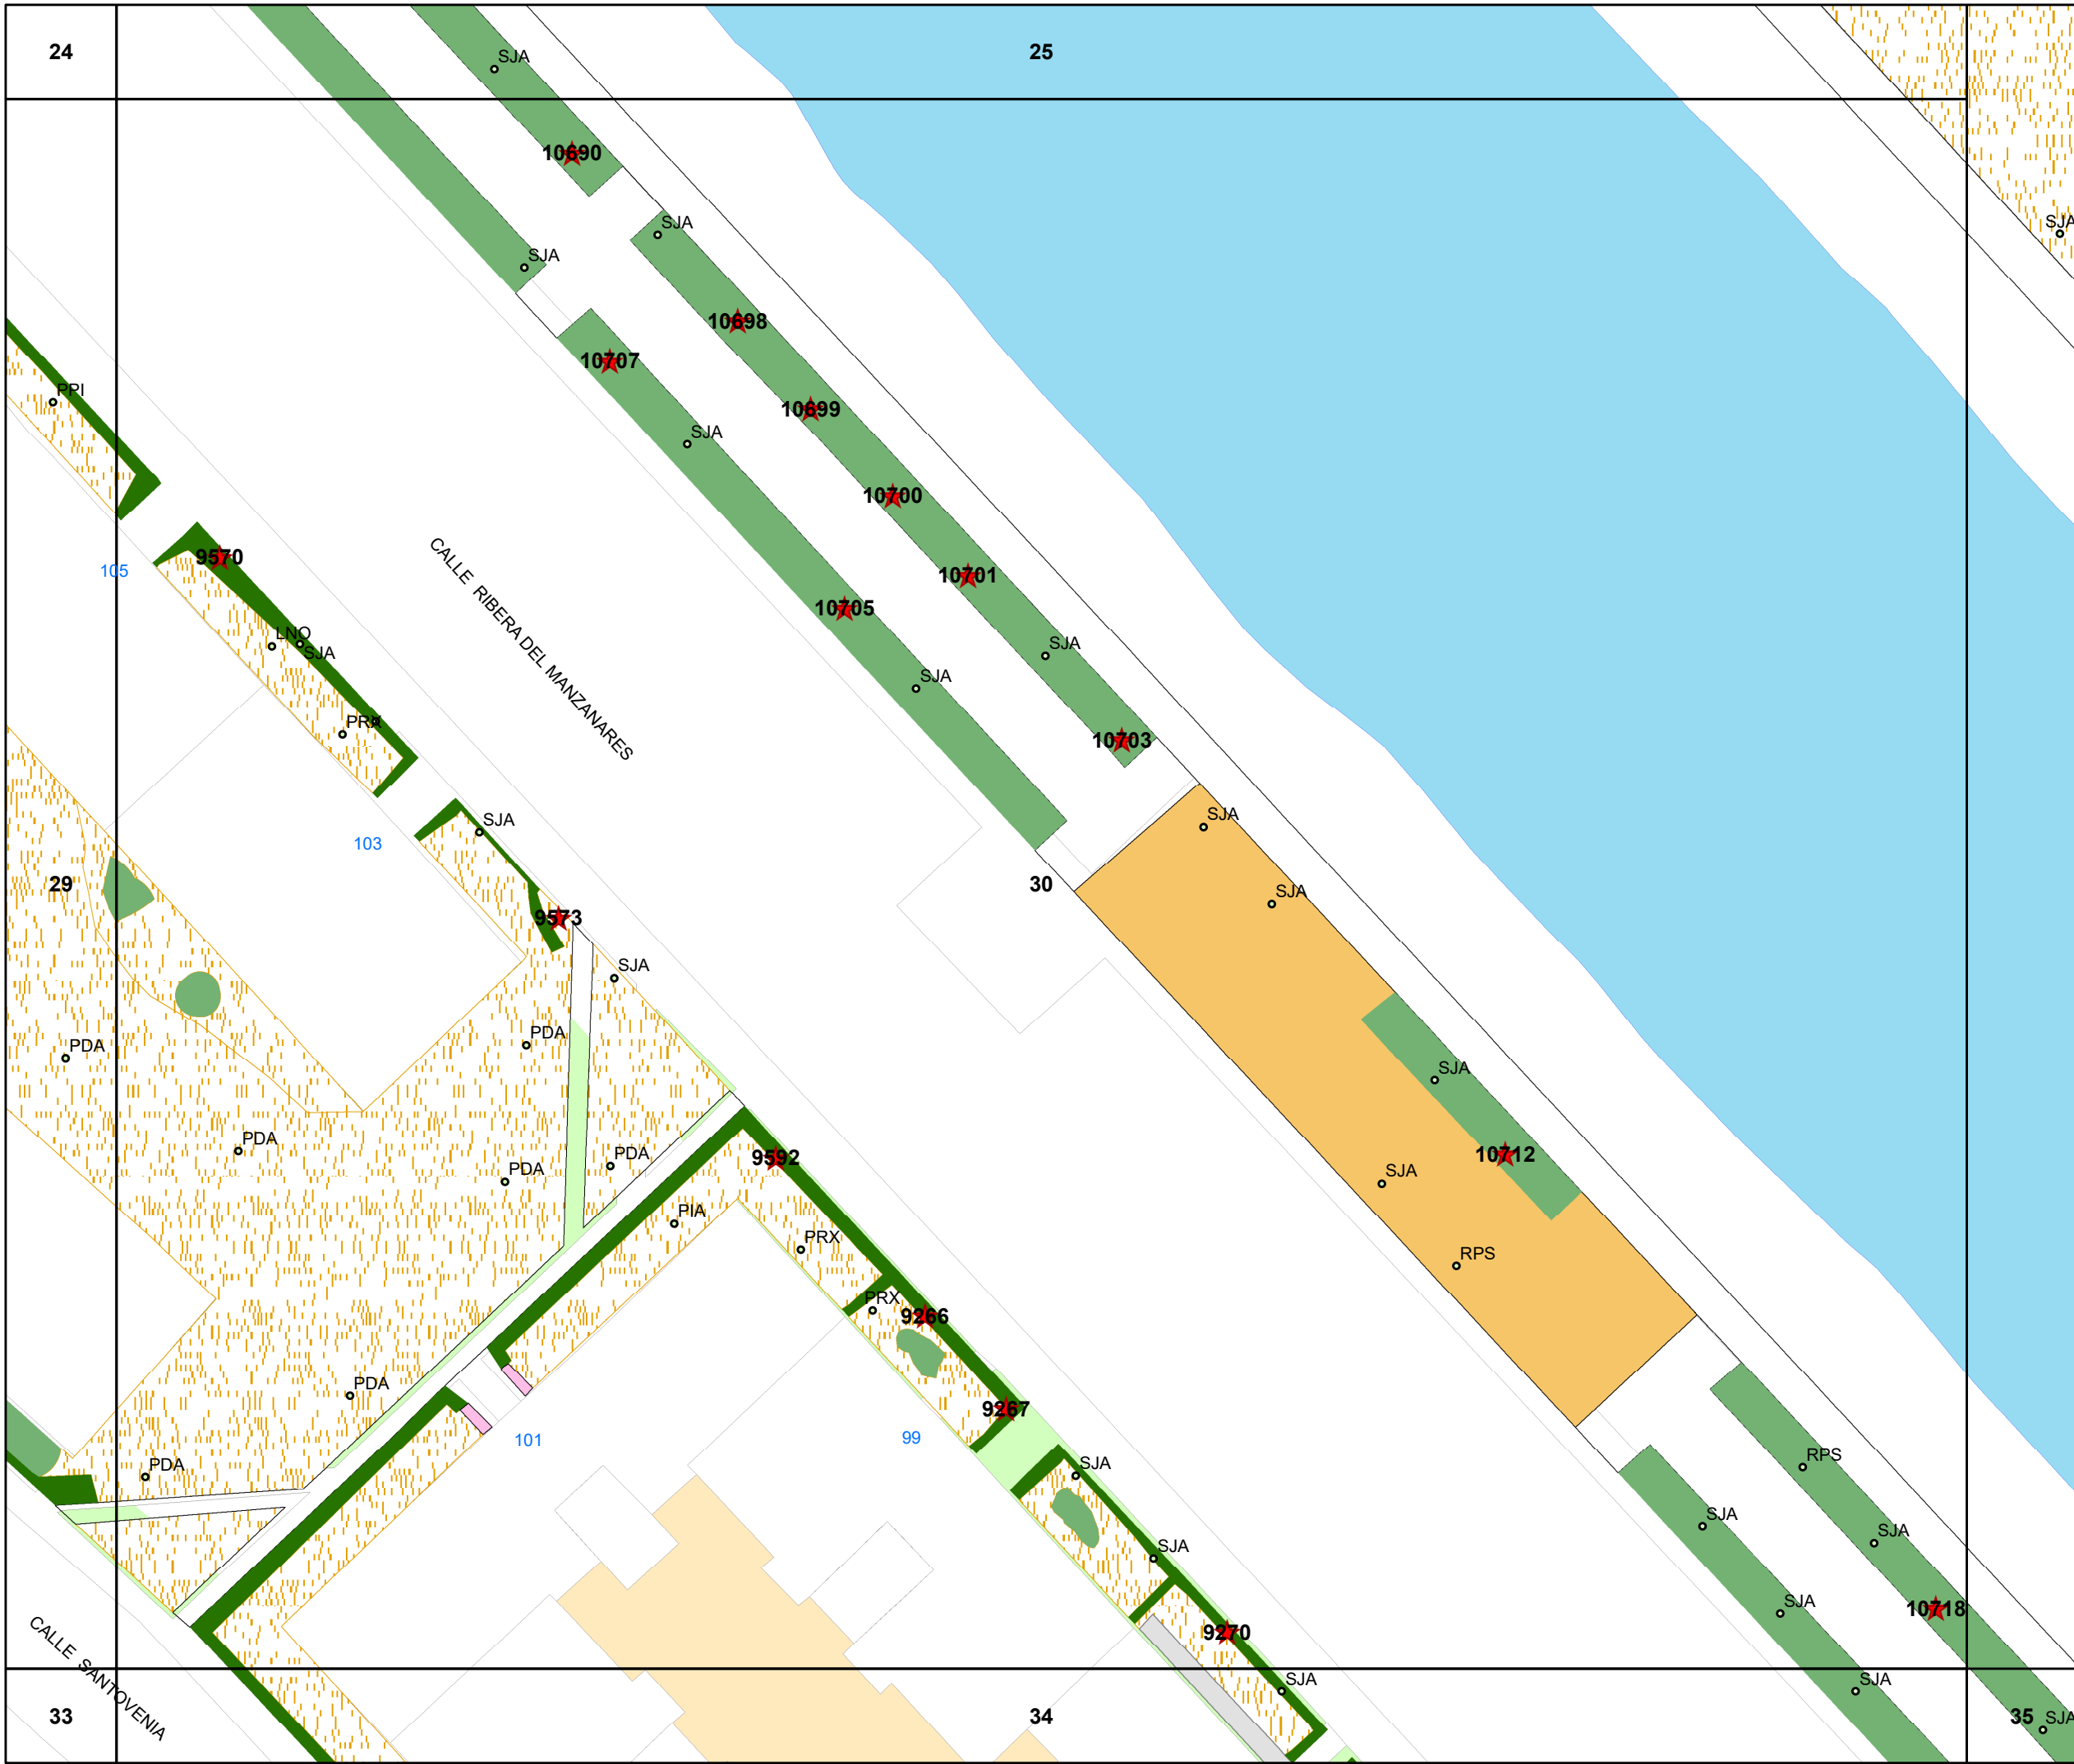 24
25
SJA
10690
SJA
SJA
SJA
10698
10707
PPI
10699
SJA
10700
9570
105
10701
CALLE RIBERA DEL MANZANARES
10705
LNO
SJA
SJA
SJA
PRX
10703
SJA
SJA
103
29
30
SJA
9573
SJA
PDA
PDA
SJA
PDA
PDA
PDA
9592
10712
SJA
PIA
PRX
RPS
PRX
9266
PDA
9267
101
99
PDA
SJA
RPS
SJA
SJA
SJA
SJA
10718
9270
CALLE SANTOVENIA
SJA
SJA
33
34
35
SJA